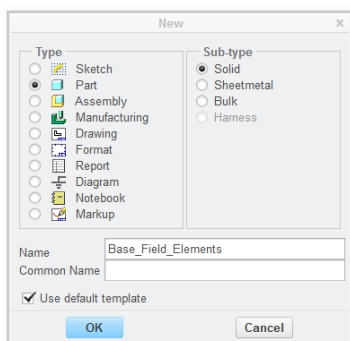 New
x
Type
Sketch
Part
Assembly
Manufacturing
Drawing
Format
Report
Diagram
Notebook
Markup
Sub-type
Solid
Sheetmetal
Bulk
Harness
Name Base_Field_Elements
Common Name
Use default template
OK Cancel